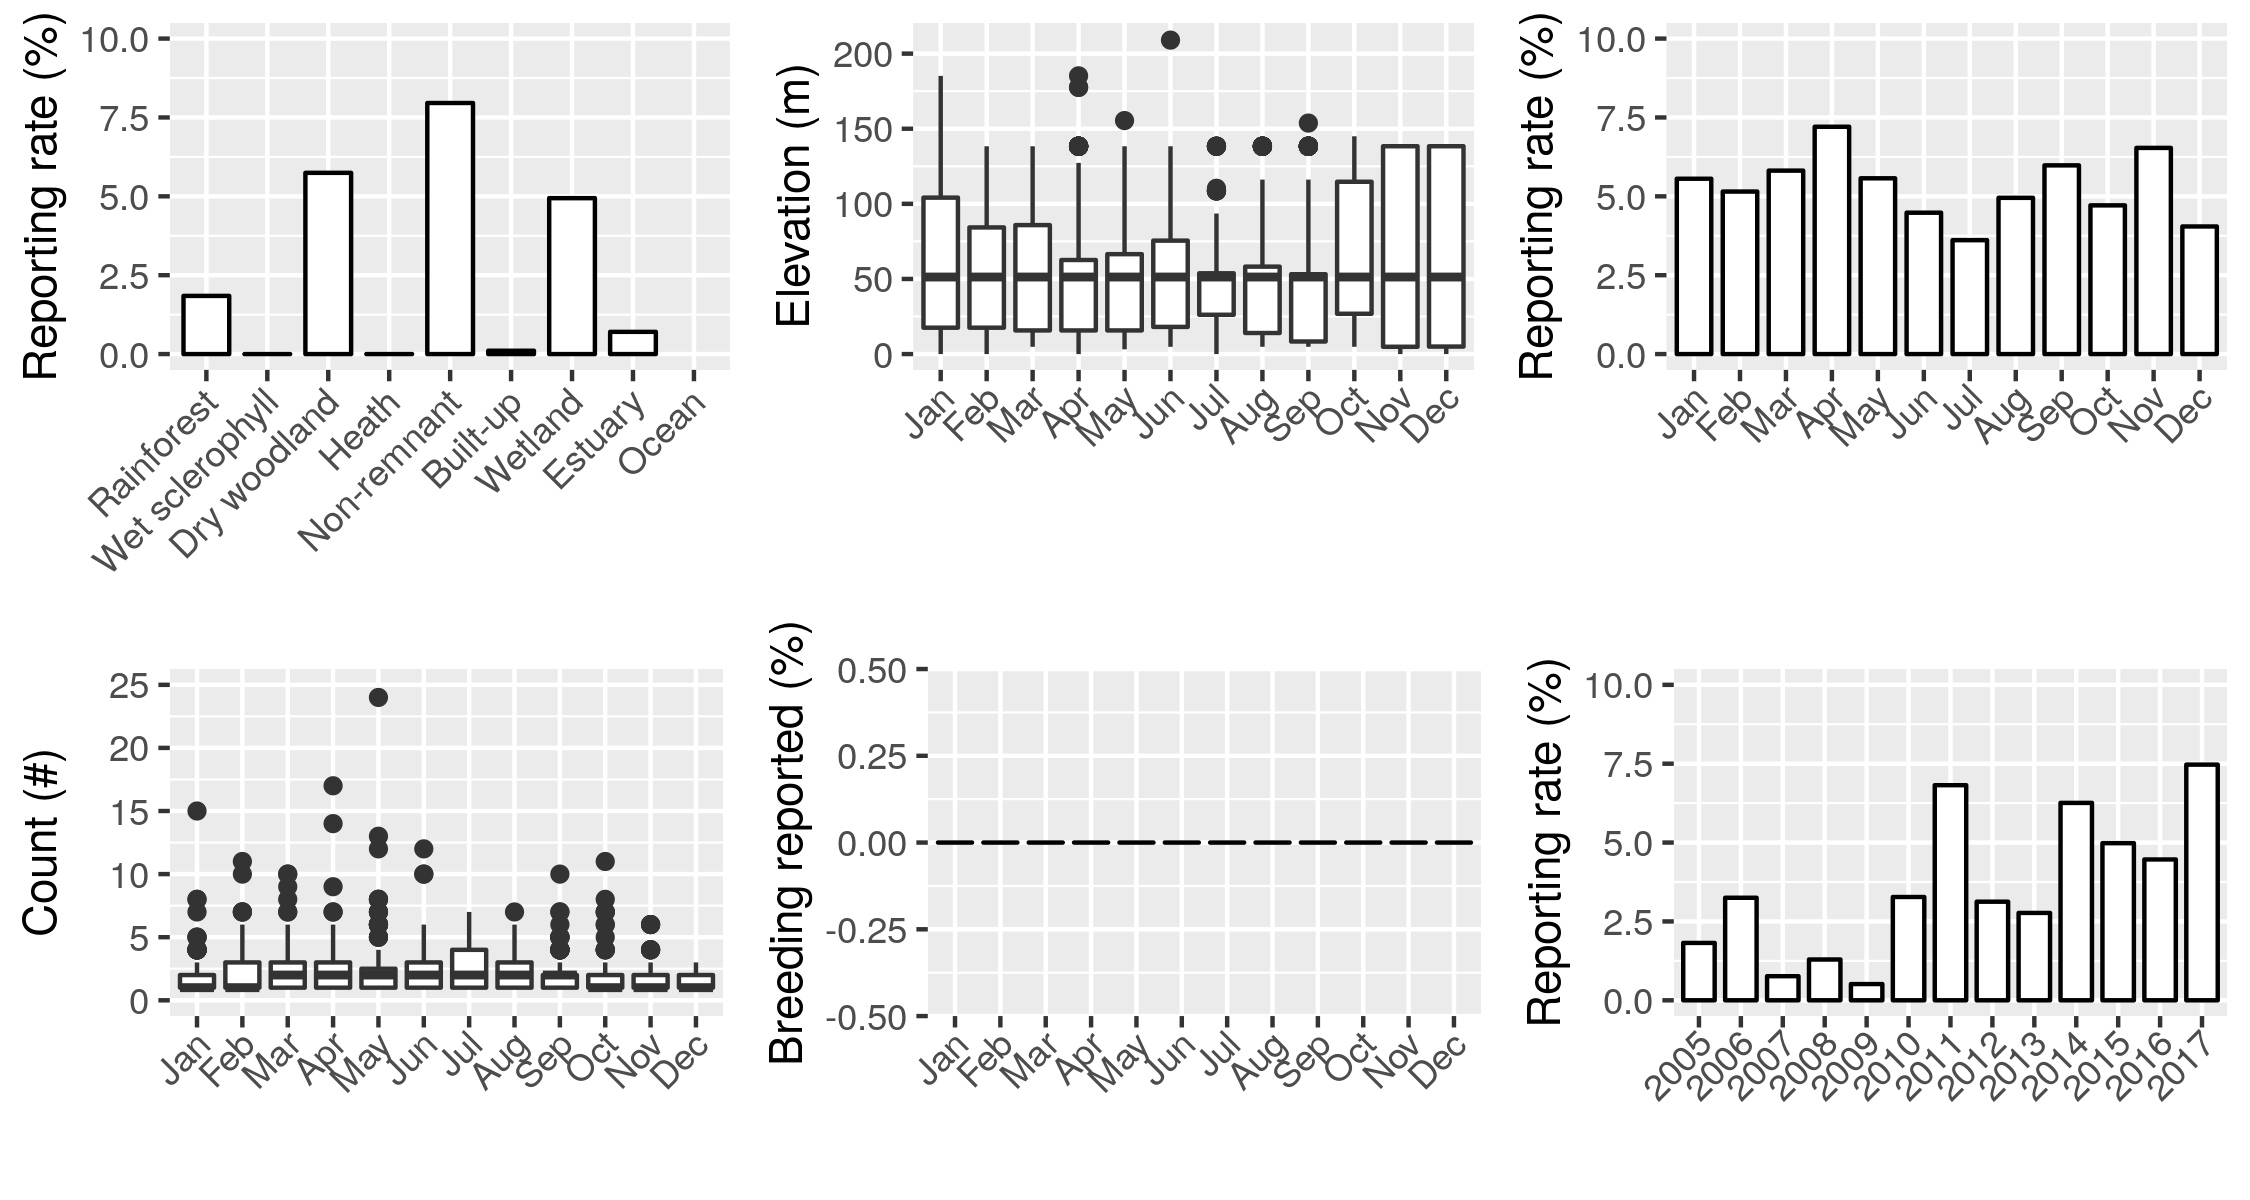 Reporting rate (%)
10.0
7.5
5.0
2.5
0.0
Rainforest
Wet sclerophyll
Dry woodland
Heath
Non-remnant
Built-up
Wetland
Estuary
Ocean
Elevation (m)
200
150
100
50
0
Jan
Feb
Mar
Apr
May
Jun
Jul
Aug
Sep
Oct
Nov
Dec
Reporting rate (%)
10.0
7.5
5.0
2.5
0.0
Jan
Feb
Mar
Apr
May
Jun
Jul
Aug
Sep
Oct
Nov
Dec
Count (#)
25
20
15
10
5
0
Jan
Feb
Mar
Apr
May
Jun
Jul
Aug
Sep
Oct
Nov
Dec
Breeding reported (%)
0.50
0.25
0.00
-0.25
-0.50
Jan
Feb
Mar
Apr
May
Jun
Jul
Aug
Sep
Oct
Nov
Dec
Reporting rate (%)
10.0
7.5
5.0
2.5
0.0
2005
2006
2007
2008
2009
2010
2011
2012
2013
2014
2015
2016
2017